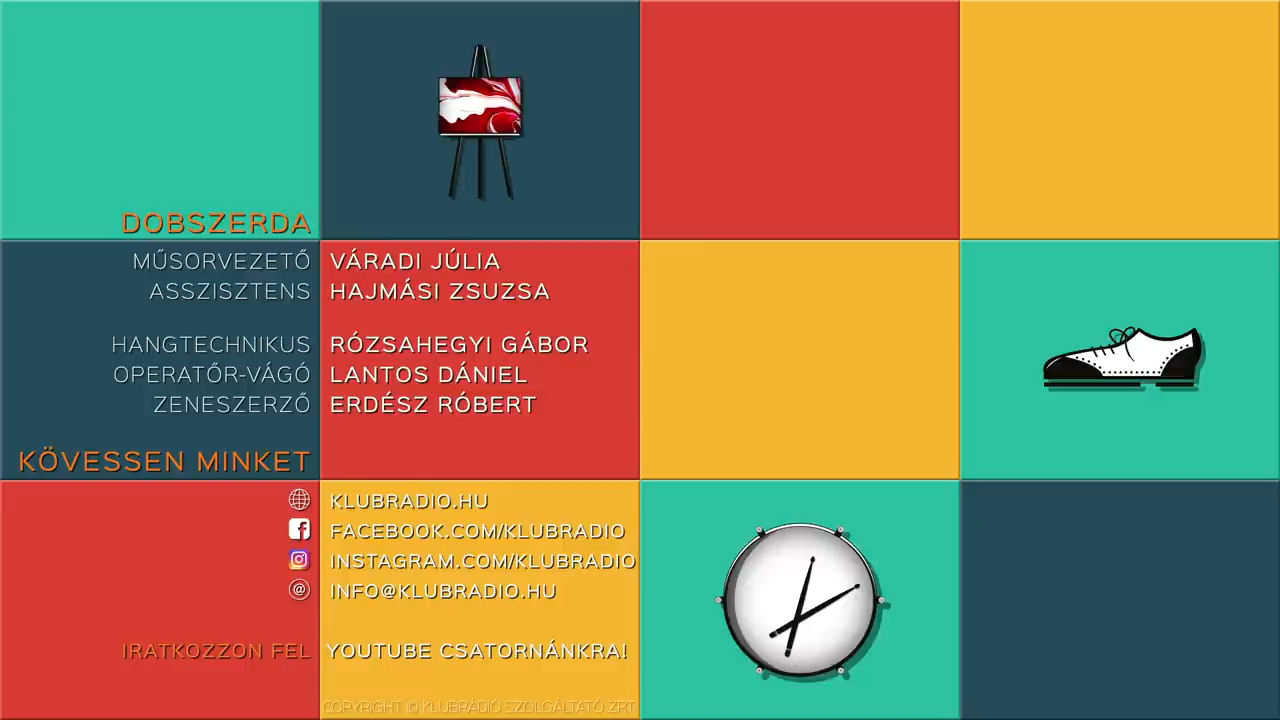 DOBSZERDA
MŰSORVEZETŐ VÁRADI JÚLIA
ASSZISZTENS HAJMÁSI ZSUZSA
HANGTECHNIKUS RÓZSAHEGYI GÁBOR
OPERATŐR-VÁGÓ LANTOS DÁNIEL
ZENESZERZŐ ERDÉSZ RÓBERT
KÖVESSEN MINKET
KLUBRADIO.HU
FACEBOOK.COM/KLUBRADIO
INSTAGRAM.COM/KLUBRADIO
INFO@KLUBRADIO.HU
IRATKOZZON FEL YOUTUBE CSATORNÁNKRA!
COPYRIGHT © KLUBRÁDIÓ SZOLGÁLTATÓ ZRT